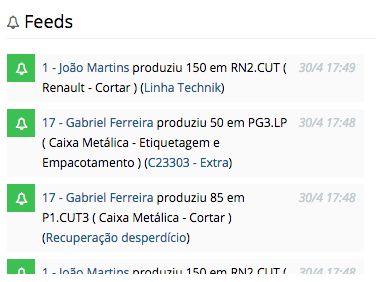 Feeds
1 - João Martins produziu 150 em RN2.CUT ( 30/4 17:49
Renault - Cortar ) (Linha Technik)
17 - Gabriel Ferreira produziu 50 em PG3.LP 30/4 17:48
( Caixa Metálica - Etiquetagem e
Empacotamento ) (C23303 - Extra)
17 - Gabriel Ferreira produziu 85 em 30/4 17:48
P1.CUT3 ( Caixa Metálica - Cortar )
(Recuperação desperdício)
1 - João Martins produziu 150 em RN2.CUT ( 30/4 17:48